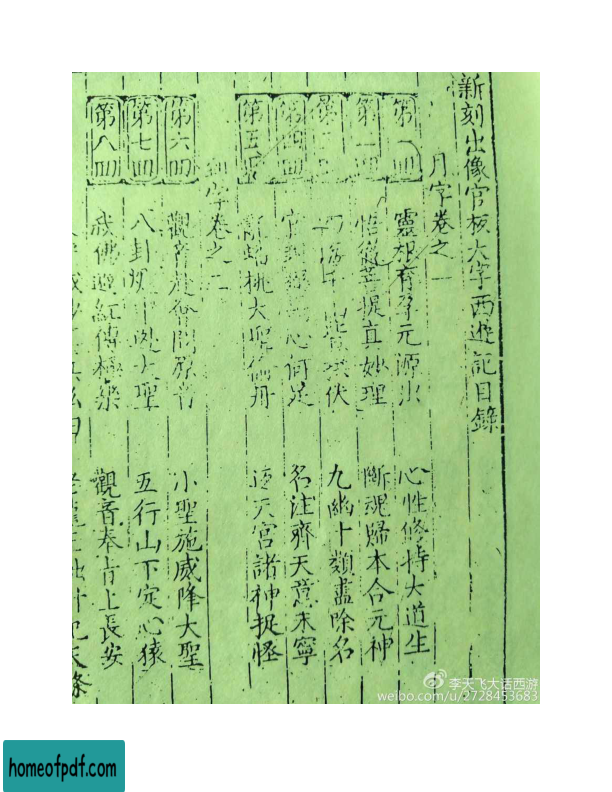 新刻出像官板大字西遊記目錄
月字卷之一
第一回 靈根育孕元源出 心性修持大道生
第二回 悟徹菩提真妙理 斷魂歸本合元神
第三回 四海千山皆拱伏 九幽十類盡除名
第四回 官封弼馬心何足 名注齊天意未寧
第五回 蟠桃大聖偷丹 天宮諸神捉怪
到字卷之二
第六回 觀音赴會問原因 小聖施威降大聖
第七回 八卦爐中逃大聖 五行山下定心猿
第八回 我佛造經傳極樂 觀音奉旨上長安
李天飞大话西游
weibo.com/u/2728453683
homeofpdf.com